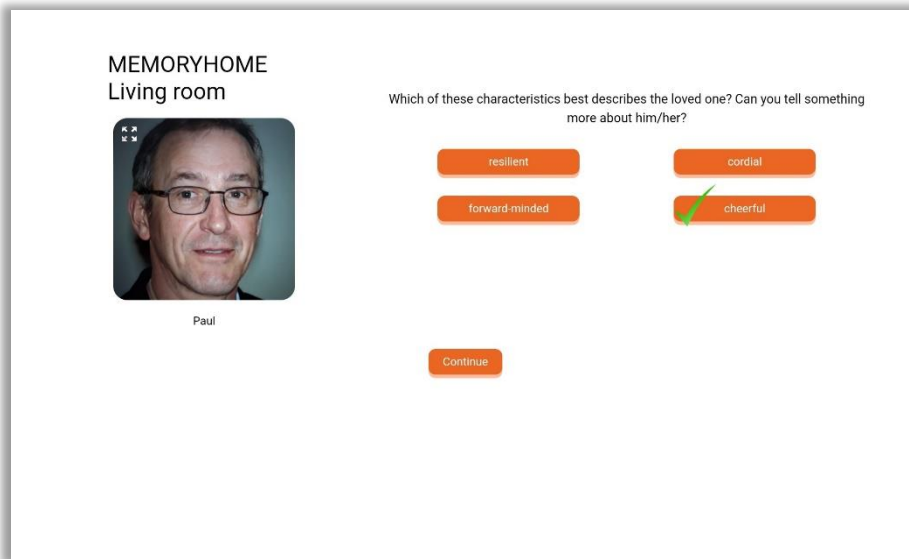 MEMORYHOME
Living room
Which of these characteristics best describes the loved one? Can you tell something
more about him/her?
resilient
cordial
forward-minded
cheerful
Paul
Continue